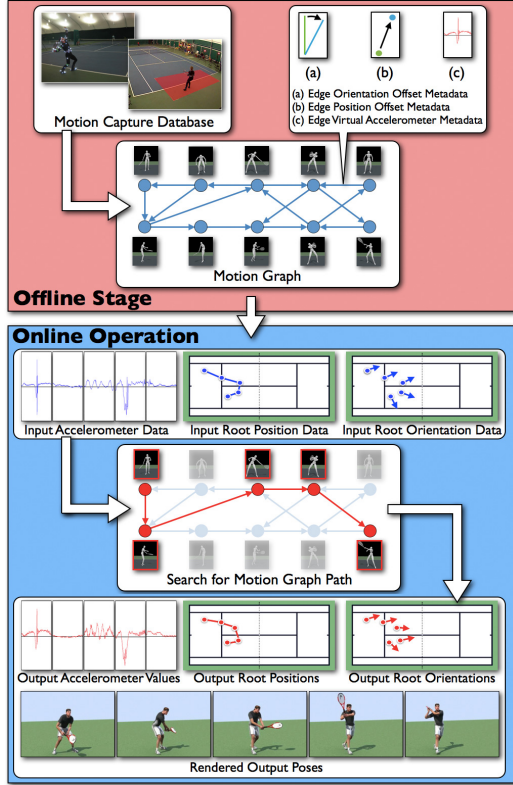 (a)
(b)
(c)
(a) Edge Orientation Offset Metadata
(b) Edge Position Offset Metadata
(c) Edge Virtual Accelerometer Metadata
Motion Capture Database
Motion Graph
Offline Stage
Online Operation
Input Accelerometer Data
Input Root Position Data
Input Root Orientation Data
Search for Motion Graph Path
Output Accelerometer Values
Output Root Positions
Output Root Orientations
Rendered Output Poses